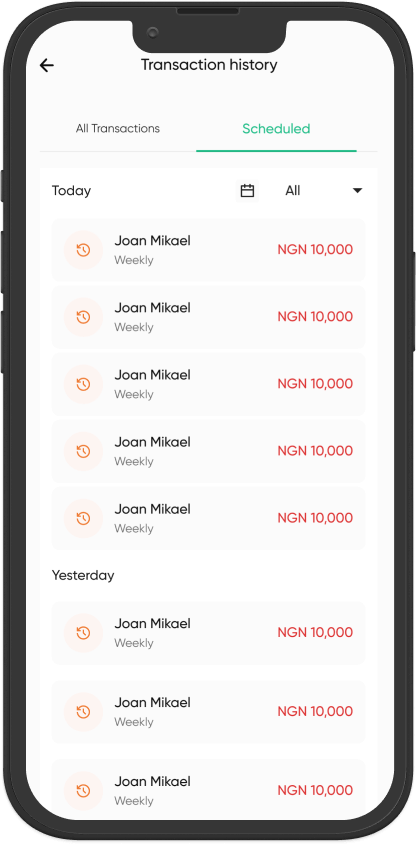 Transaction history
All Transactions
Scheduled
Today
All
Joan Mikael
Weekly
NGN 10,000
Joan Mikael
Weekly
NGN 10,000
Joan Mikael
Weekly
NGN 10,000
Joan Mikael
Weekly
NGN 10,000
Joan Mikael
Weekly
NGN 10,000
Yesterday
Joan Mikael
Weekly
NGN 10,000
Joan Mikael
Weekly
NGN 10,000
Joan Mikael
Weekly
NGN 10,000